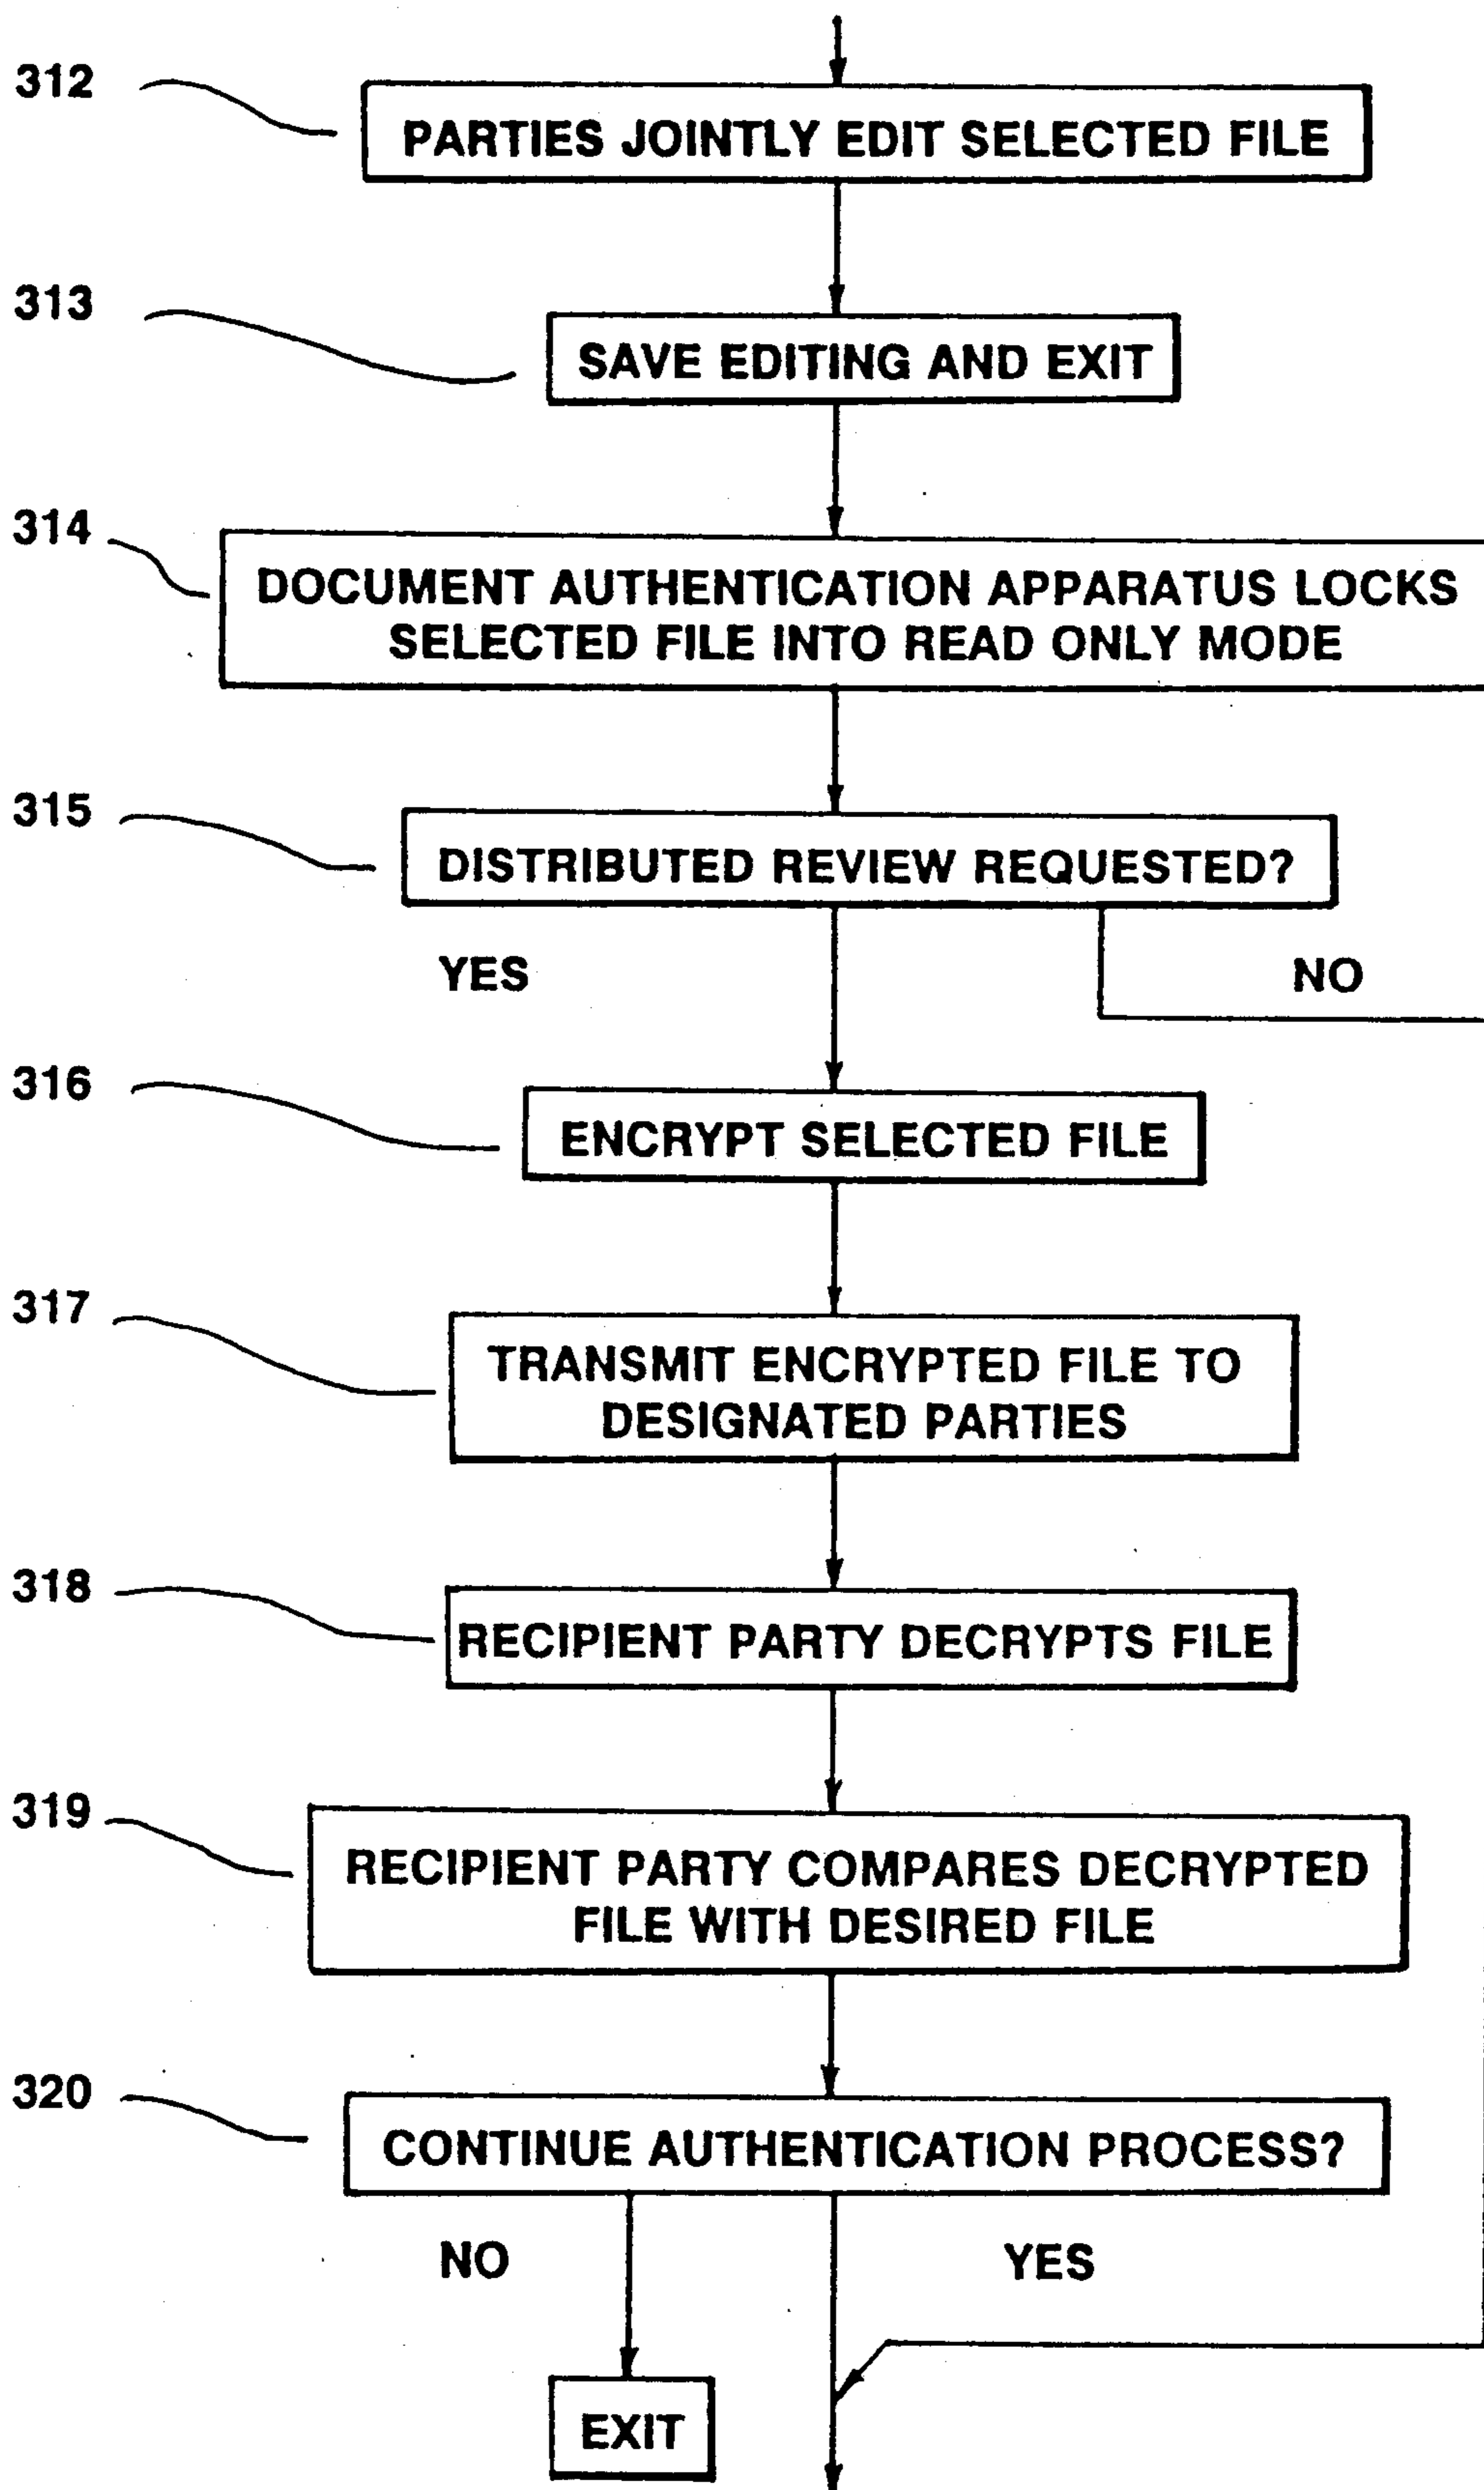 312
PARTIES JOINTLY EDIT SELECTED FILE
313
SAVE EDITING AND EXIT
314
DOCUMENT AUTHENTICATION APPARATUS LOCKS
SELECTED FILE INTO READ ONLY MODE
315
DISTRIBUTED REVIEW REQUESTED?
YES
NO
316
ENCRYPT SELECTED FILE
317
TRANSMIT ENCRYPTED FILE TO
DESIGNATED PARTIES
318
RECIPIENT PARTY DECRYPTS FILE
319
RECIPIENT PARTY COMPARES DECRYPTED
FILE WITH DESIRED FILE
320
CONTINUE AUTHENTICATION PROCESS?
NO
YES
EXIT